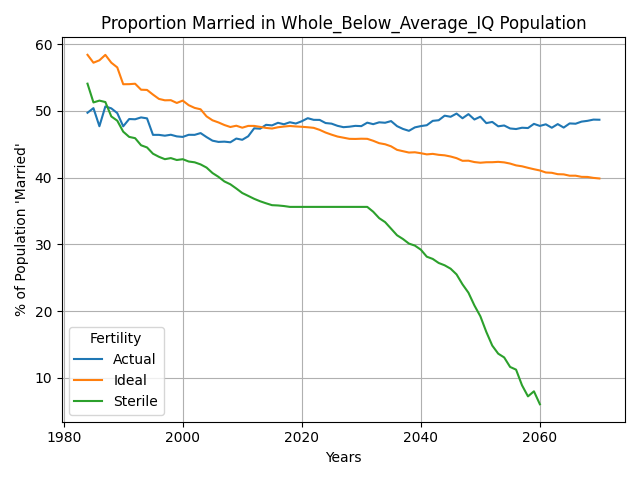 Proportion Married in Whole_Below_Average_IQ Population
% of Population 'Married'
60
50
40
30
20
10
Fertility
Actual
Ideal
Sterile
1980
2000
2020
2040
2060
Years